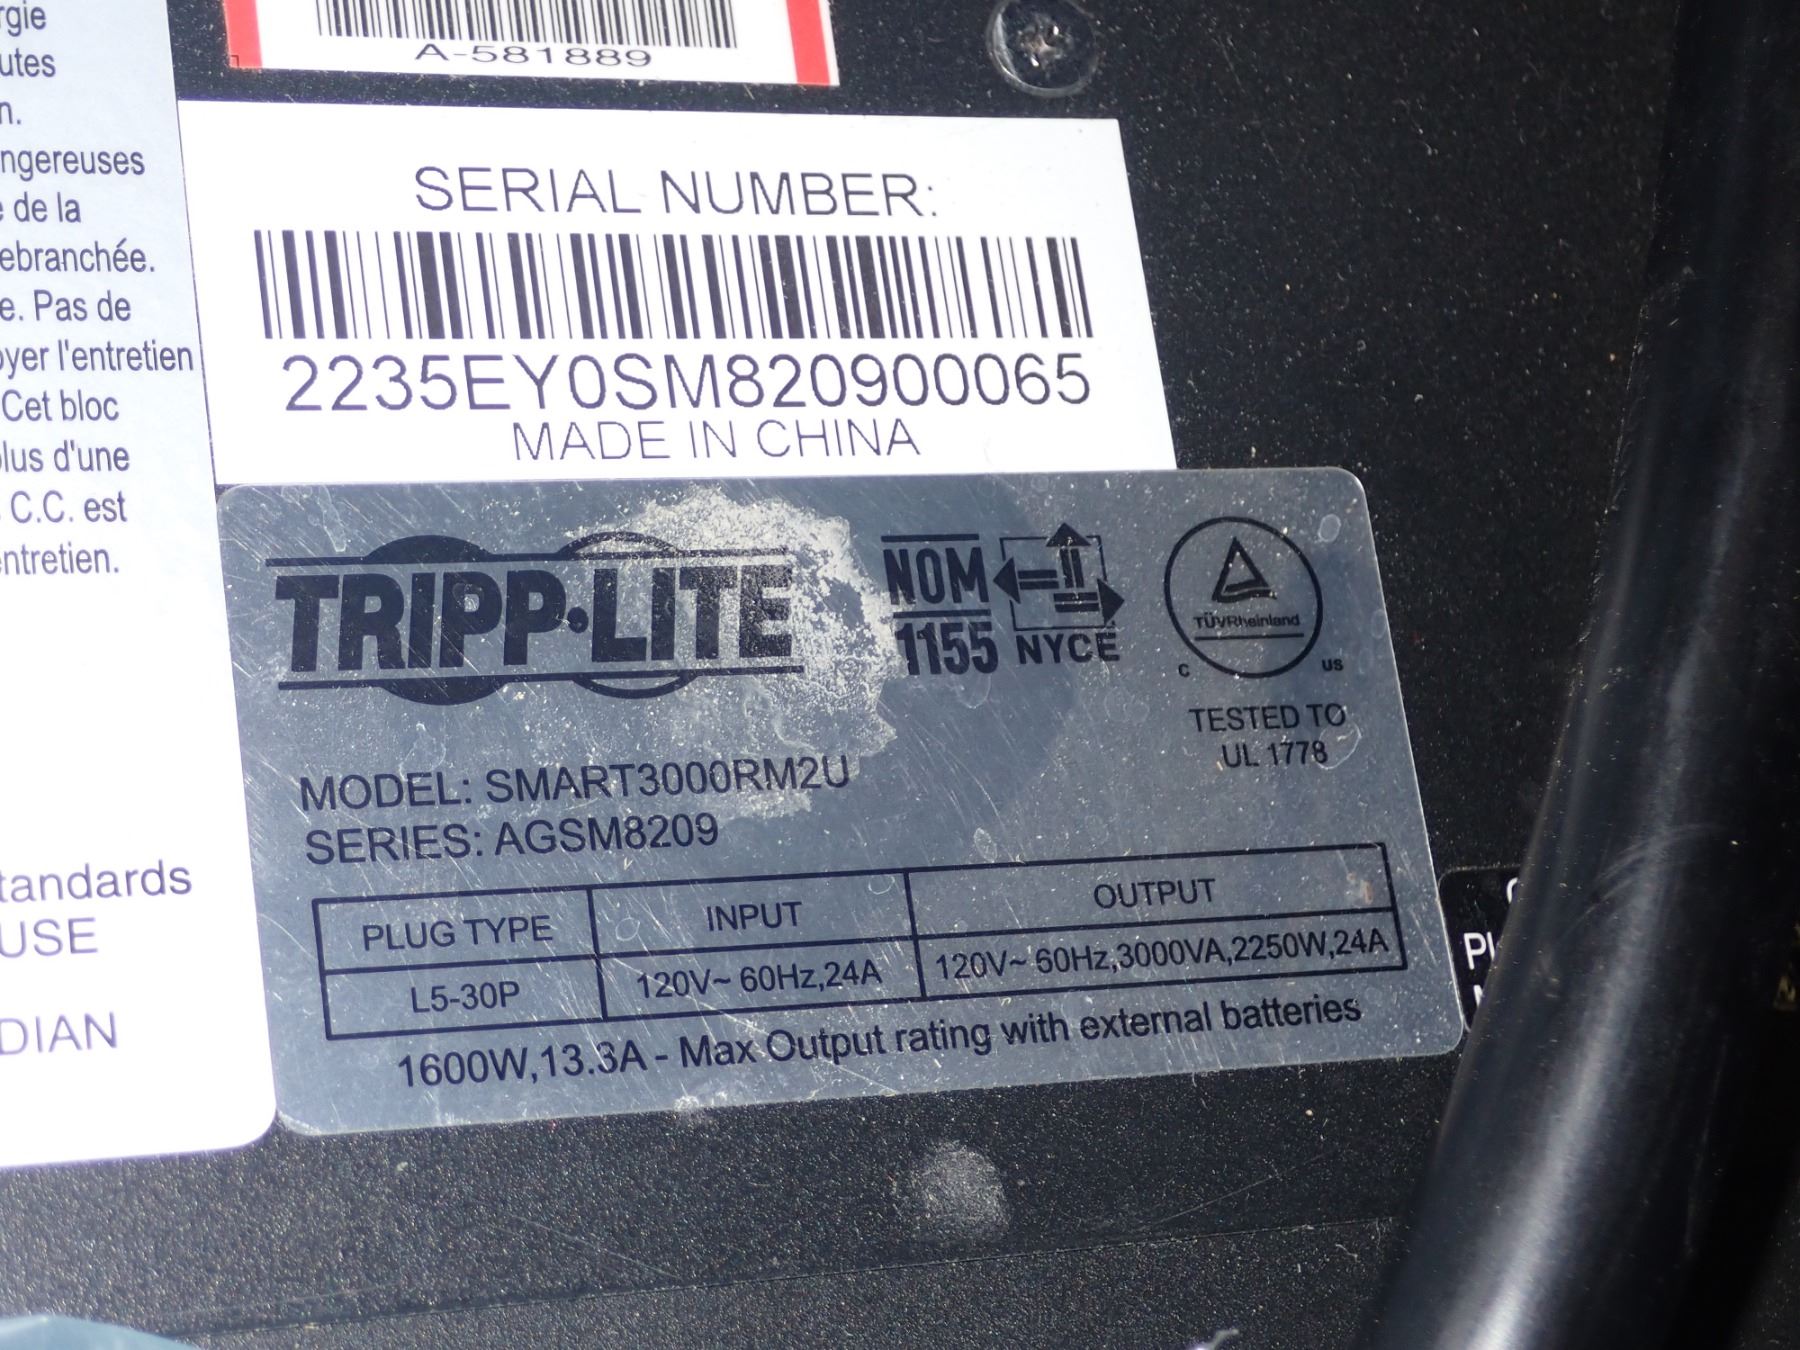 A-581889
rgie
utes
n.
ngereuses
e de la
ebranchée.
e. Pas de
oyer l'entretien
Cet bloc
plus d'une
C.C. est
entretien.
tandards
USE
DIAN
SERIAL NUMBER:
2235EY0SM820900065
MADE IN CHINA
TRIPP·LITE
NOM
1155 NYCE
TÜVRheinland
C US
TESTED TO
UL 1778
MODEL: SMART3000RM2U
SERIES: AGSM8209
PLUG TYPE INPUT OUTPUT
L5-30P 120V~ 60Hz,24A 120V~ 60Hz,3000VA,2250W,24A
1600W,13.3A - Max Output rating with external batteries